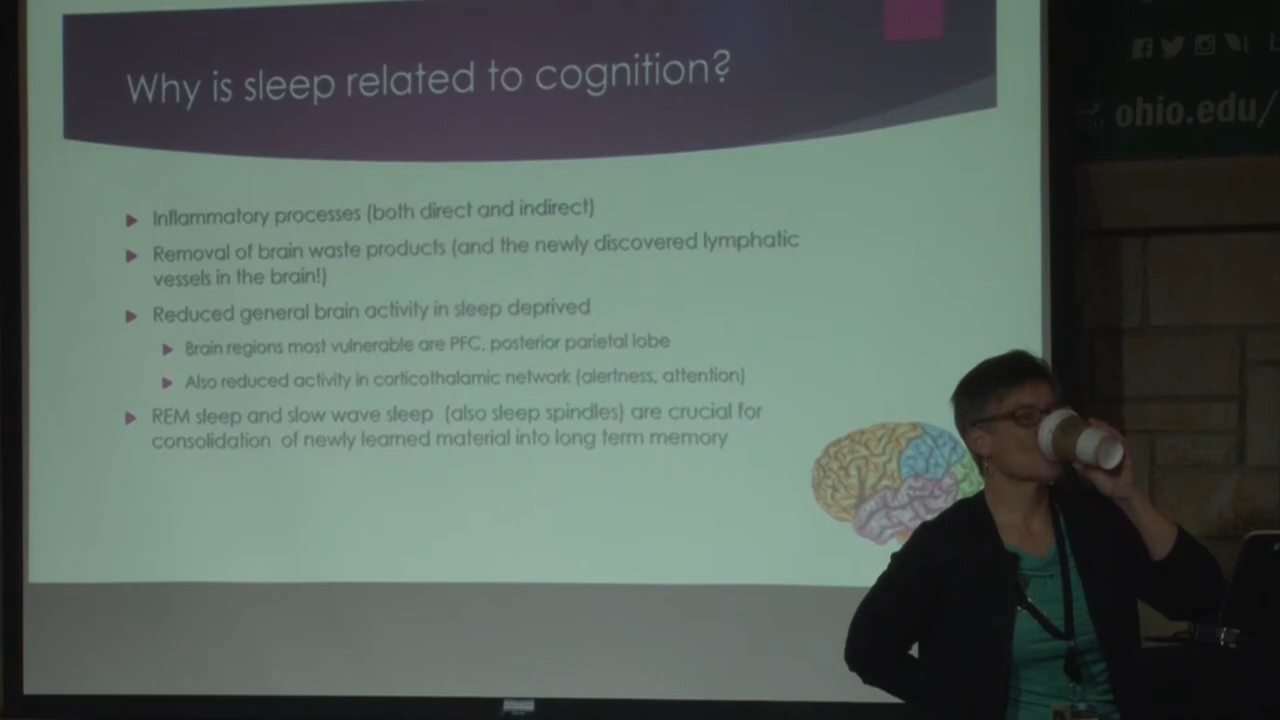 Why is sleep related to cognition?
Inflammatory processes (both direct and indirect)
Removal of brain waste products (and the newly discovered lymphatic
vessels in the brain!)
Reduced general brain activity in sleep deprived
Brain regions most vulnerable are PFC, posterior parietal lobe
Also reduced activity in corticothalamic network (alertness, attention)
REM sleep and slow wave sleep (also sleep spindles) are crucial for
consolidation of newly learned material into long term memory
ohio.edu/